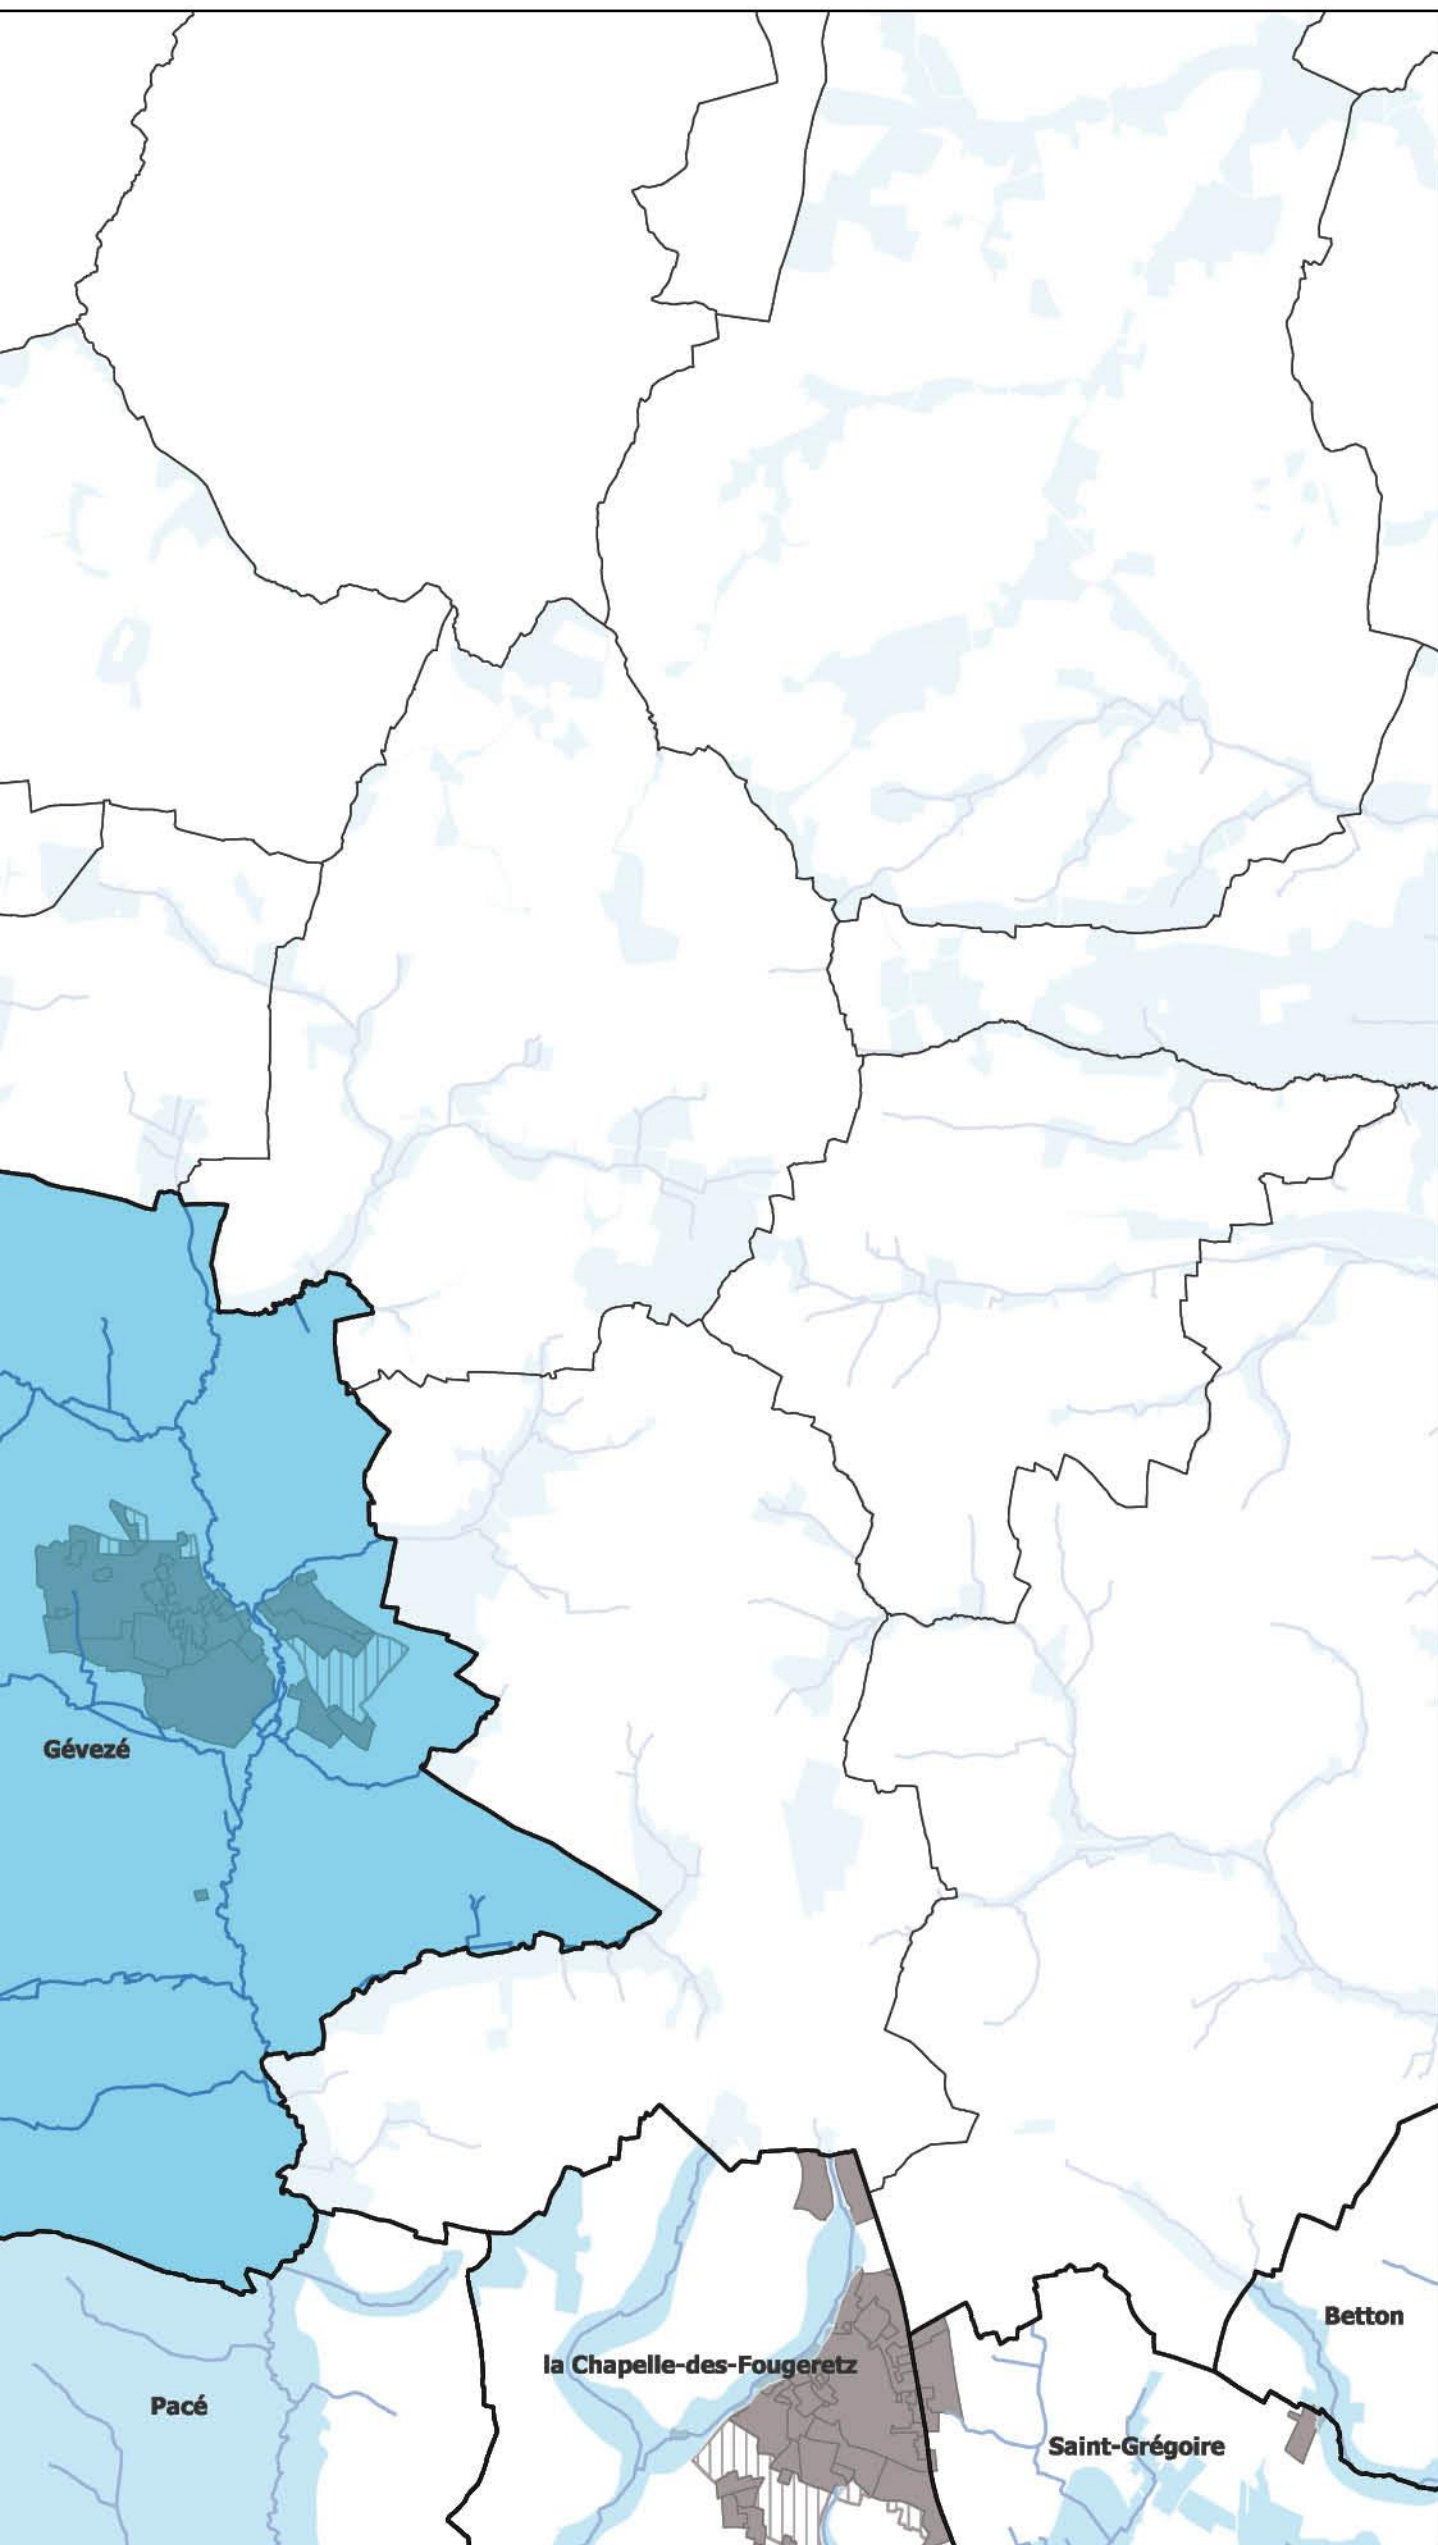 Gévezé
Betton
la Chapelle-des-Fougeretz
Pacé
Saint-Grégoire